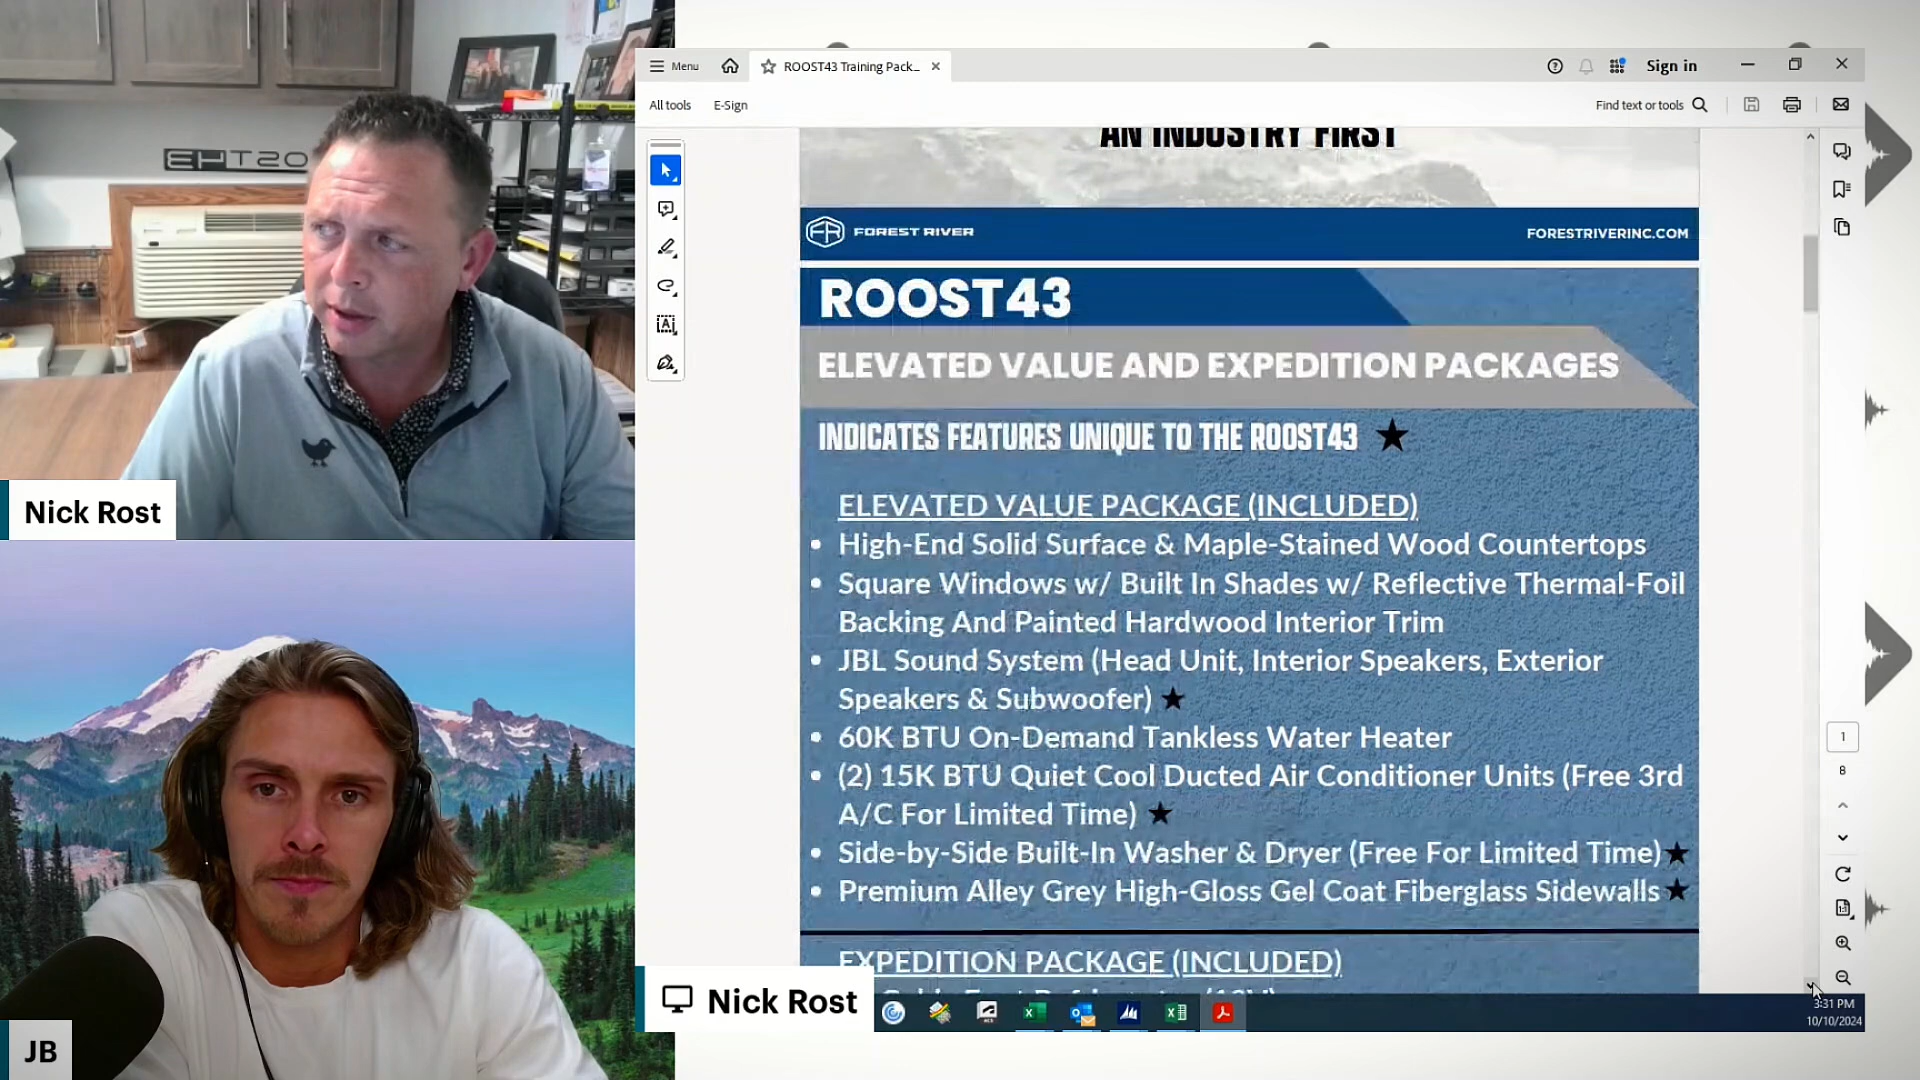 Menu
ROOST43 Training Pack...
Sign in
All tools
E-Sign
Find text or tools
AN INDUSTRY FIRST
FR
FOREST RIVER
FORESTRIVERINC.COM
ROOST43
ELEVATED VALUE AND EXPEDITION PACKAGES
INDICATES FEATURES UNIQUE TO THE ROOST43 ★
ELEVATED VALUE PACKAGE (INCLUDED)
• High-End Solid Surface & Maple-Stained Wood Countertops
• Square Windows w/ Built In Shades w/ Reflective Thermal-Foil
Backing And Painted Hardwood Interior Trim
• JBL Sound System (Head Unit, Interior Speakers, Exterior
Speakers & Subwoofer) ★
• 60K BTU On-Demand Tankless Water Heater
• (2) 15K BTU Quiet Cool Ducted Air Conditioner Units (Free 3rd
A/C For Limited Time) ★
• Side-by-Side Built-In Washer & Dryer (Free For Limited Time) ★
• Premium Alley Grey High-Gloss Gel Coat Fiberglass Sidewalls ★
EXPEDITION PACKAGE (INCLUDED)
1
8
3:31 PM
10/10/2024
Nick Rost
Nick Rost
JB